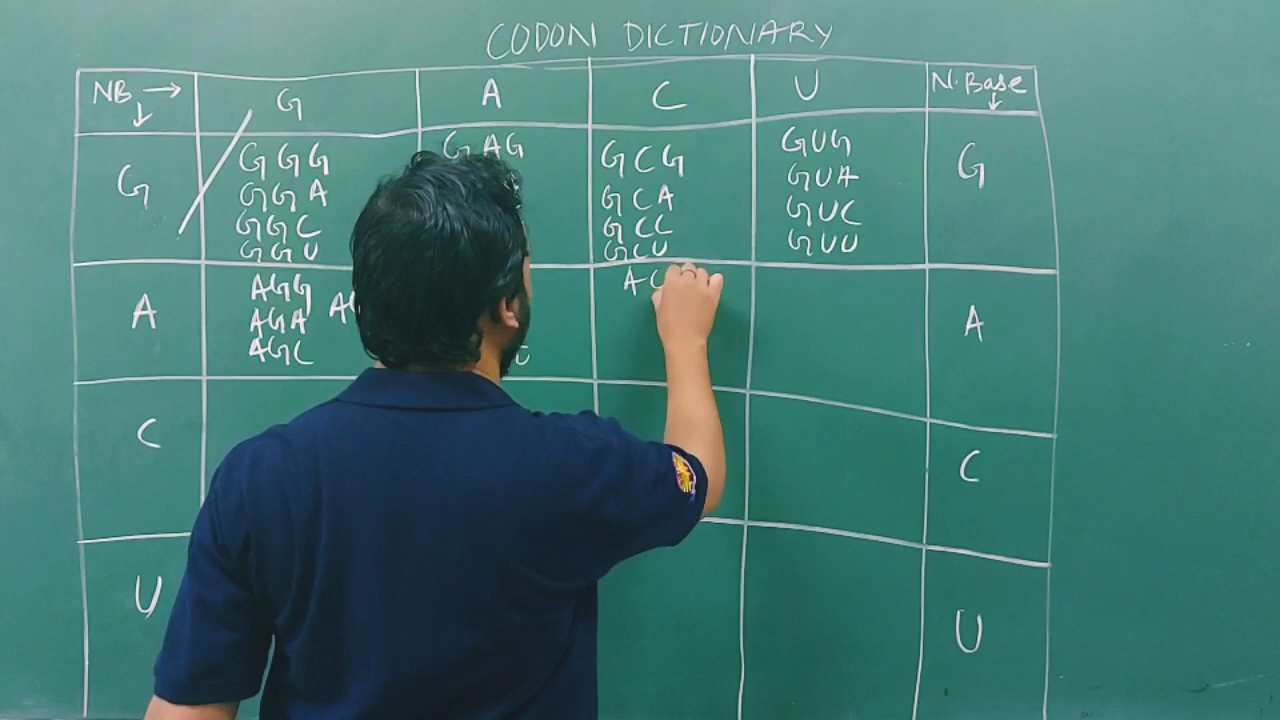 CODON DICTIONARY
NB → G A C U N. Base
↓ ↓
G
GGG
GGA
GGC
GGU
GAG
GCG
GCA
GCC
GCU
GUG
GUA
GUC
GUU
G
A
AGG
AGA
AGC
A
C
C
U
U